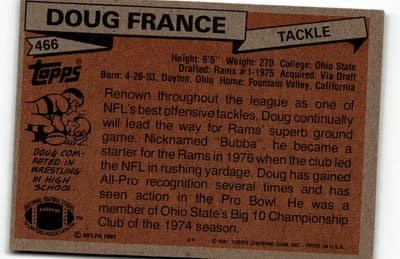 DOUG FRANCE
TACKLE
466
Topps
Height: 6'5" Weight: 270 College: Ohio State
Drafted: Rams #1-1975 Acquired: Via Draft
Born: 4-26-53, Dayton, Ohio Home: Fountain Valley, California
Renown throughout the league as one of
NFL's best offensive tackles, Doug continually
will lead the way for Rams' superb ground
game. Nicknamed "Bubba", he became a
starter for the Rams in 1976 when the club led
the NFL in rushing yardage. Doug has gained
All-Pro recognition several times and has
seen action in the Pro Bowl. He was a
member of Ohio State's Big 10 Championship
Club of the 1974 season.
DOUG COM-
PETED IN
WRESTLING
IN HIGH
SCHOOL.
© NFLPA 1981
© 1981 TOPPS CHEWING GUM, INC. PRTD. IN U.S.A.